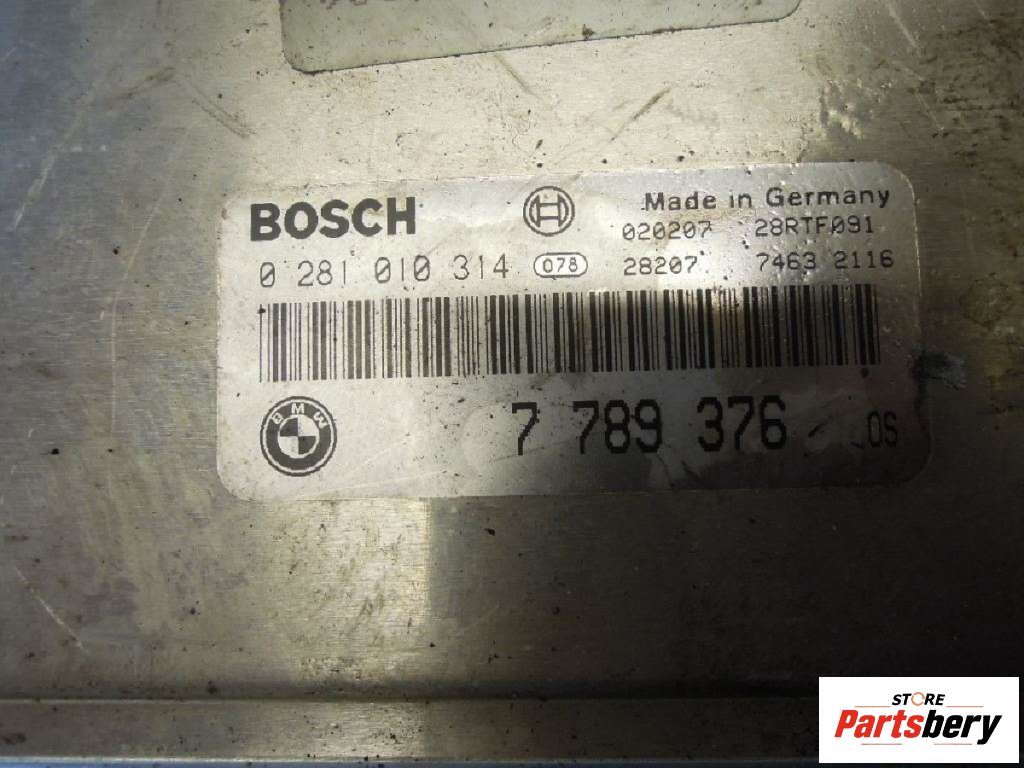 BOSCH
Made in Germany
020207 28RTF091
0 281 010 314 078 28207 7463 2116
BMW
7 789 376
STORE
Partsbery